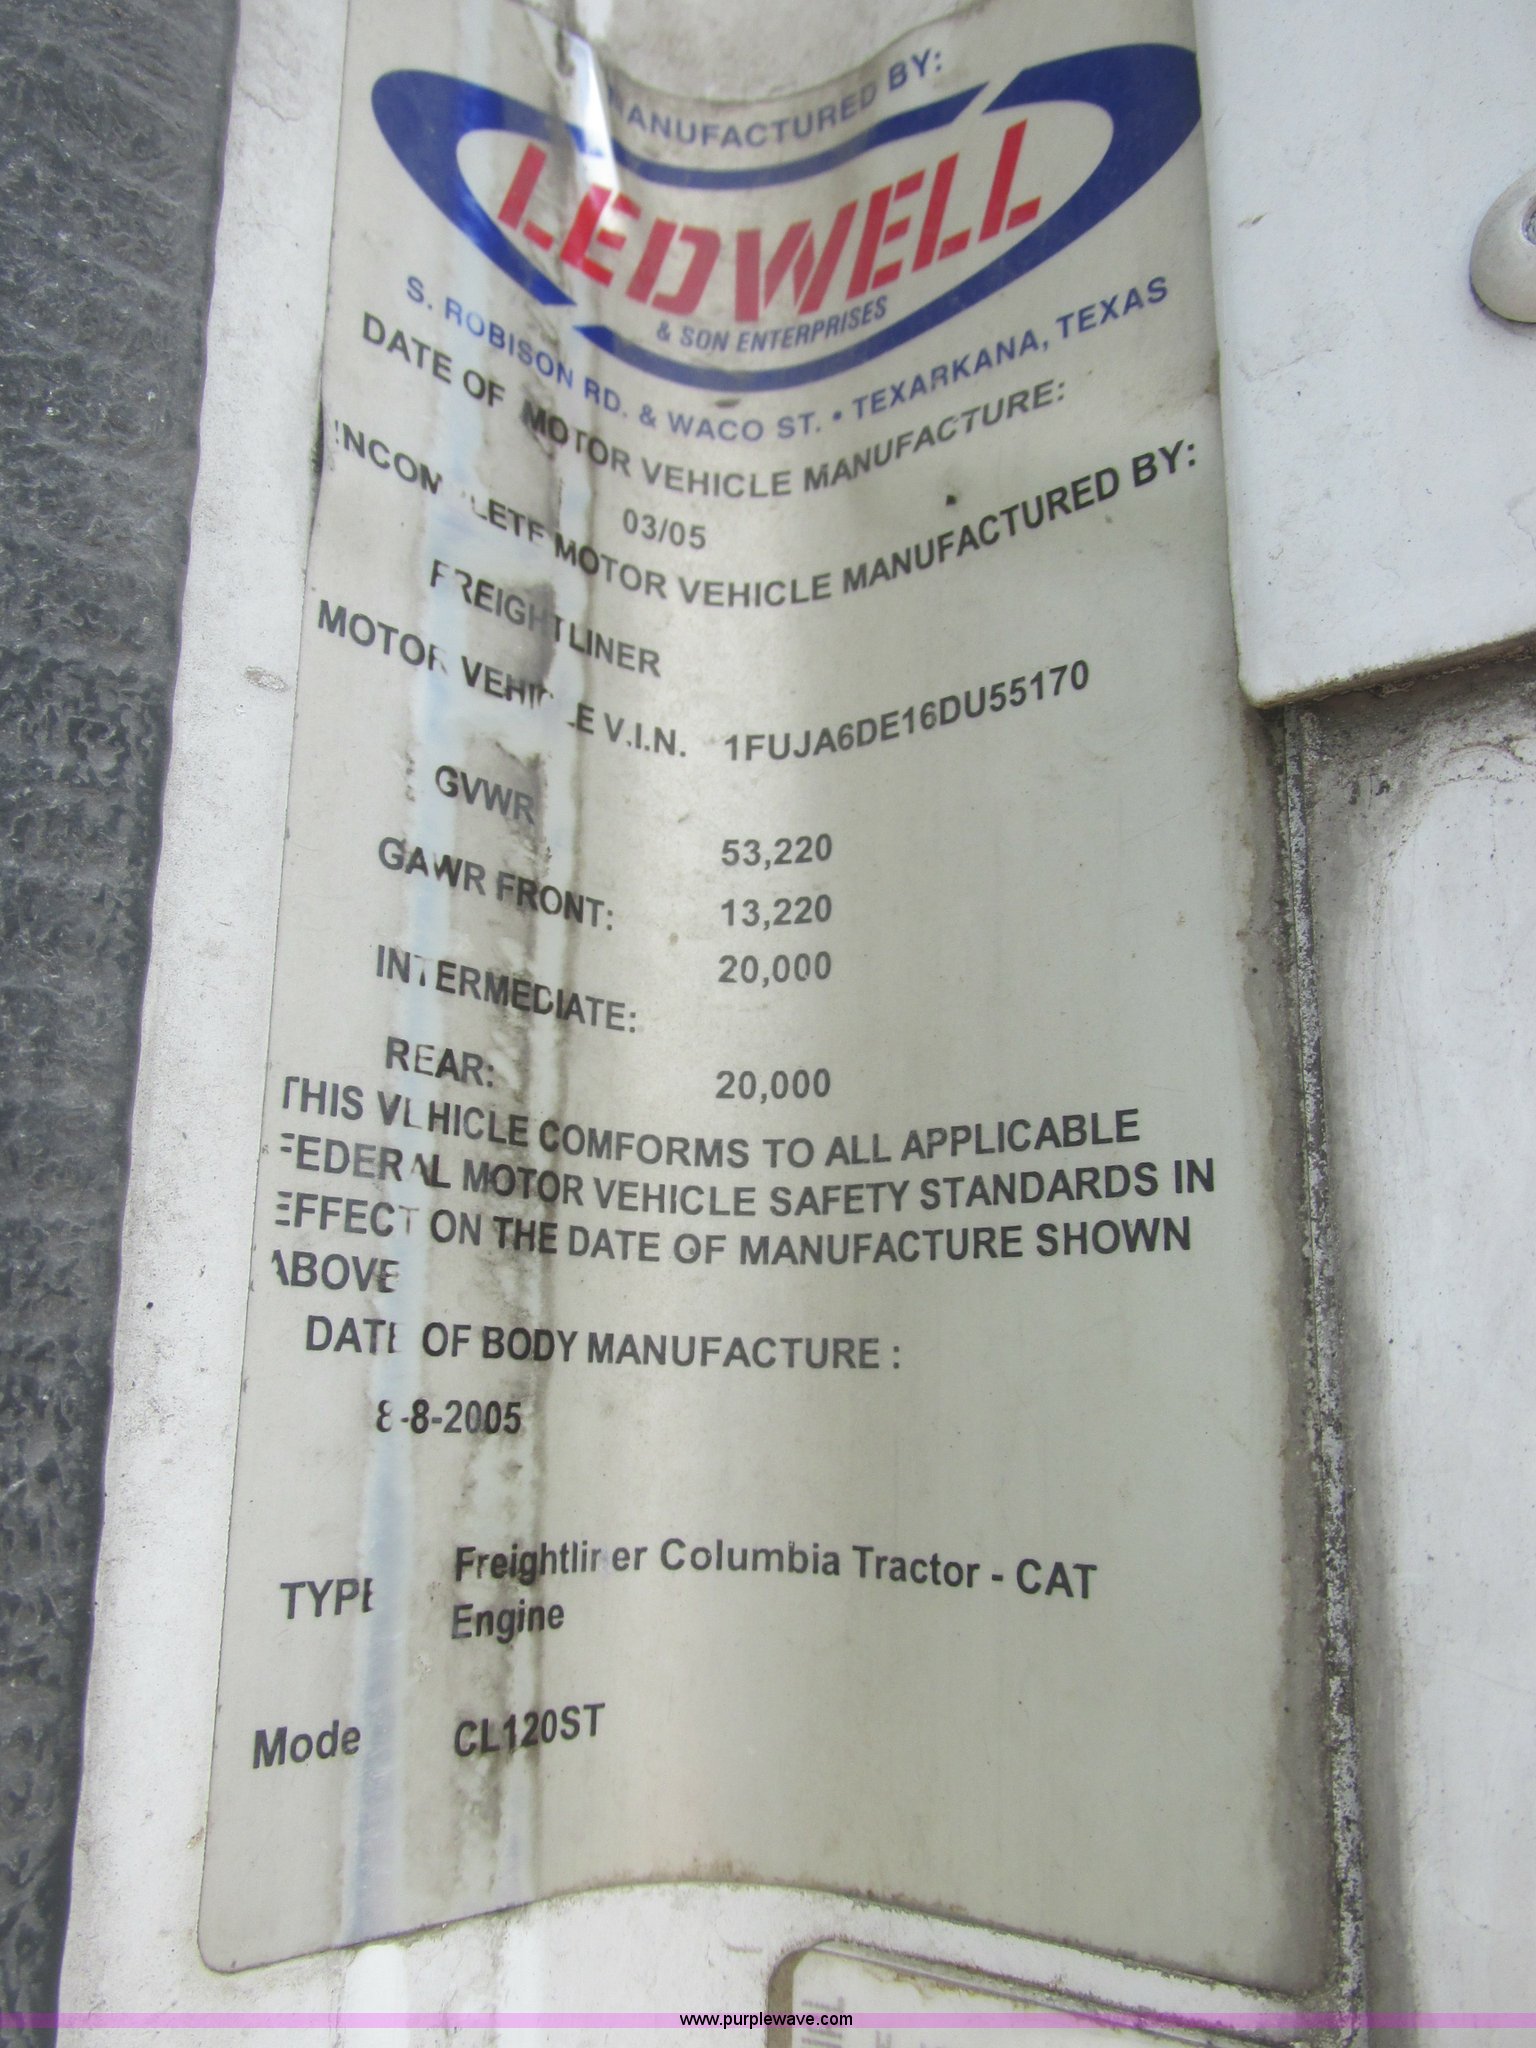 MANUFACTURED BY:
LEDWELL
& SON ENTERPRISES
S. ROBISON RD. & WACO ST. • TEXARKANA, TEXAS
DATE OF MOTOR VEHICLE MANUFACTURE:
03/05
INCOMPLETE MOTOR VEHICLE MANUFACTURED BY:
FREIGHTLINER
MOTOR VEHICLE V.I.N. 1FUJA6DE16DU55170
GVWR 53,220
GAWR FRONT: 13,220
INTERMEDIATE: 20,000
REAR: 20,000
THIS VEHICLE COMFORMS TO ALL APPLICABLE
FEDERAL MOTOR VEHICLE SAFETY STANDARDS IN
EFFECT ON THE DATE OF MANUFACTURE SHOWN
ABOVE
DATE OF BODY MANUFACTURE :
8-8-2005
TYPE Freightliner Columbia Tractor - CAT
Engine
Model CL120ST
www.purplewave.com